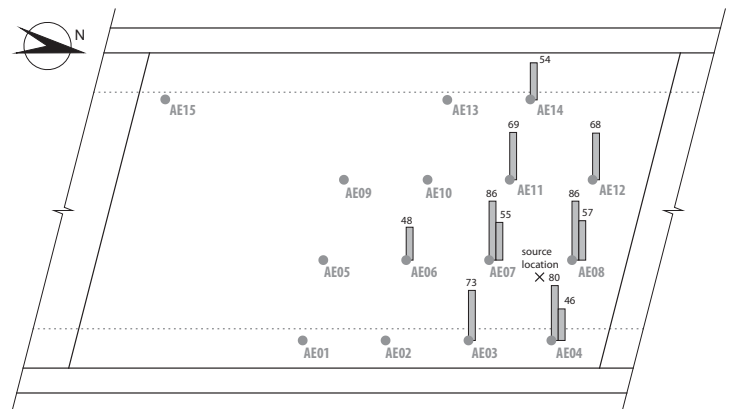 N
54
AE15
AE13
AE14
69
68
AE09
AE10
AE11
AE12
86
55
86
57
48
source
location
AE05
AE06
AE07
AE08
73
80
46
AE01
AE02
AE03
AE04